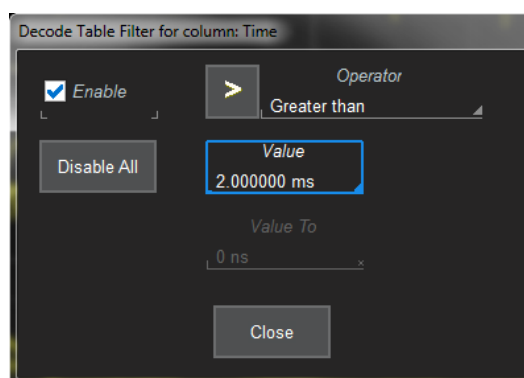 Decode Table Filter for column: Time
Enable
>
Operator
Greater than
Disable All
Value
2.000000 ms
Value To
0 ns
×
Close